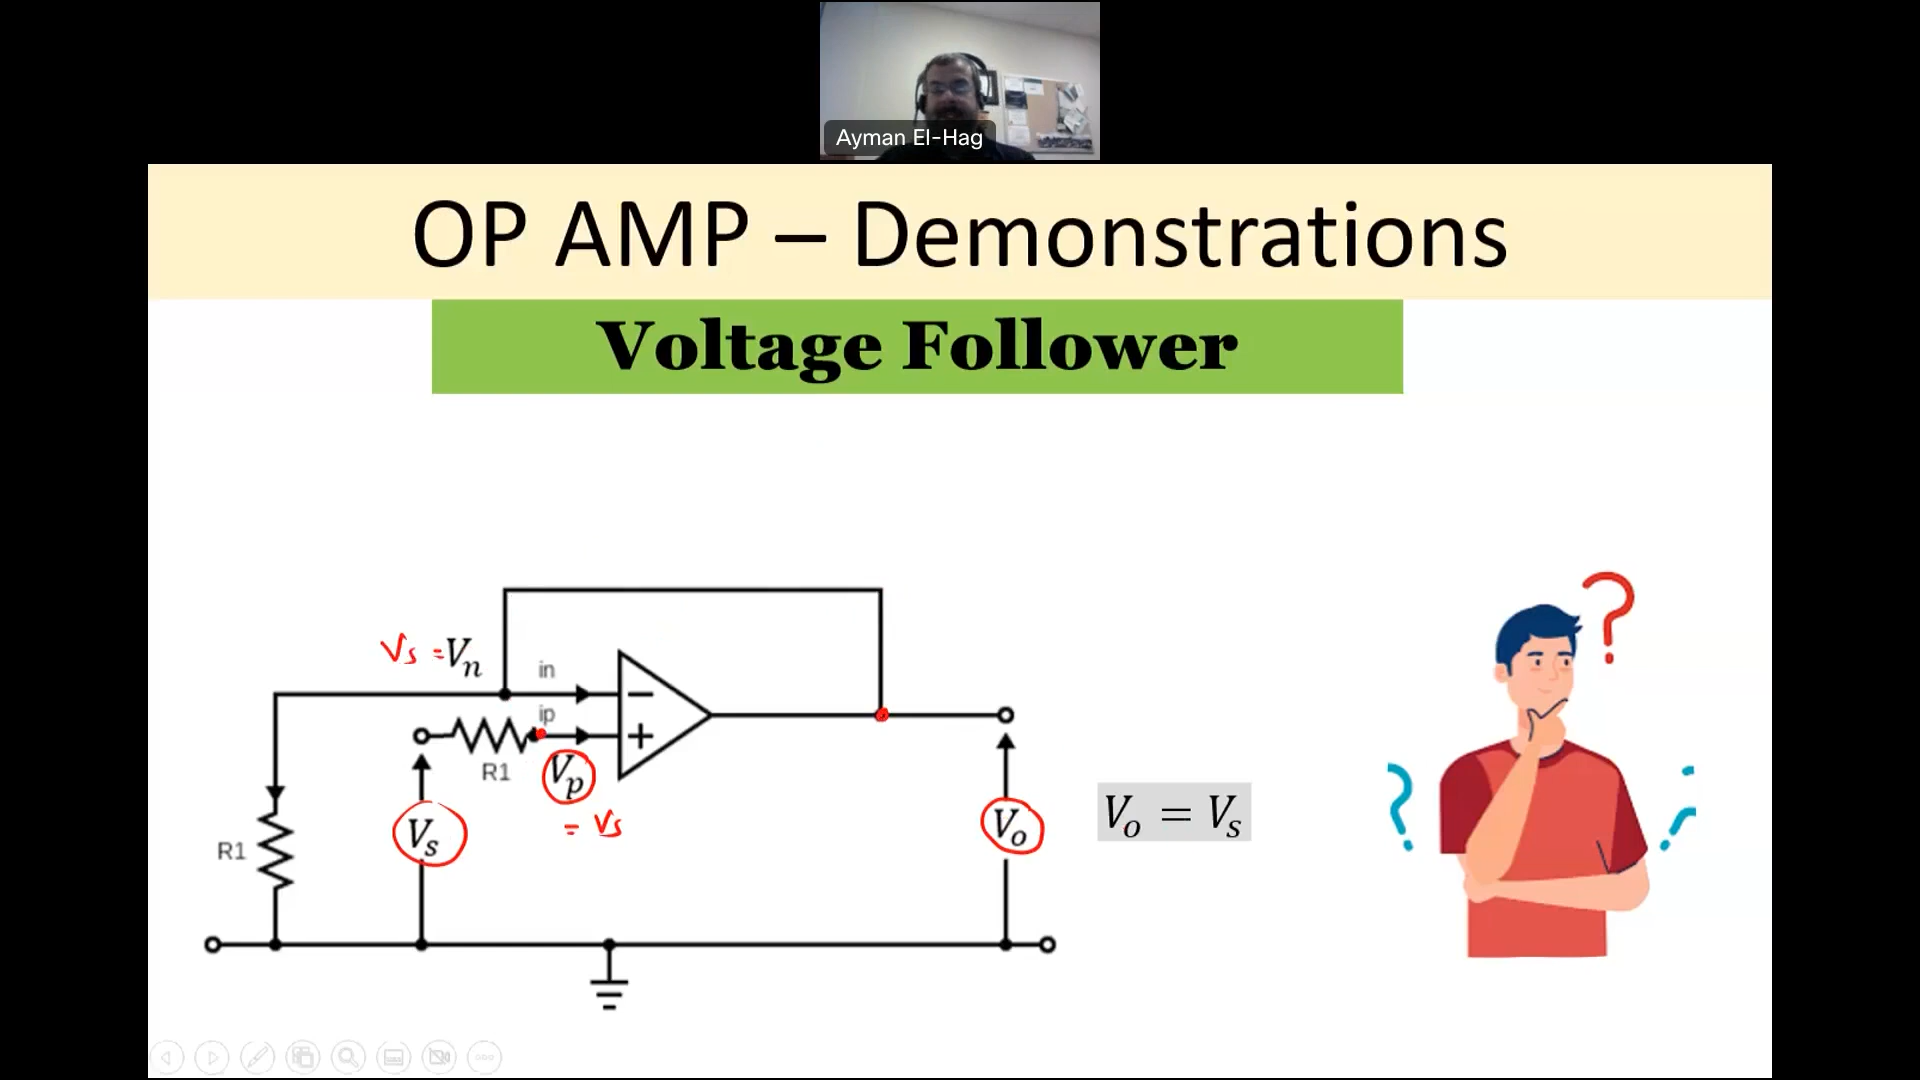 Ayman El-Hag
OP AMP – Demonstrations
Voltage Follower
Vs = Vn
in
ip
R1
Vp
= Vs
R1
Vs
Vo
Vo = Vs
?
?
?